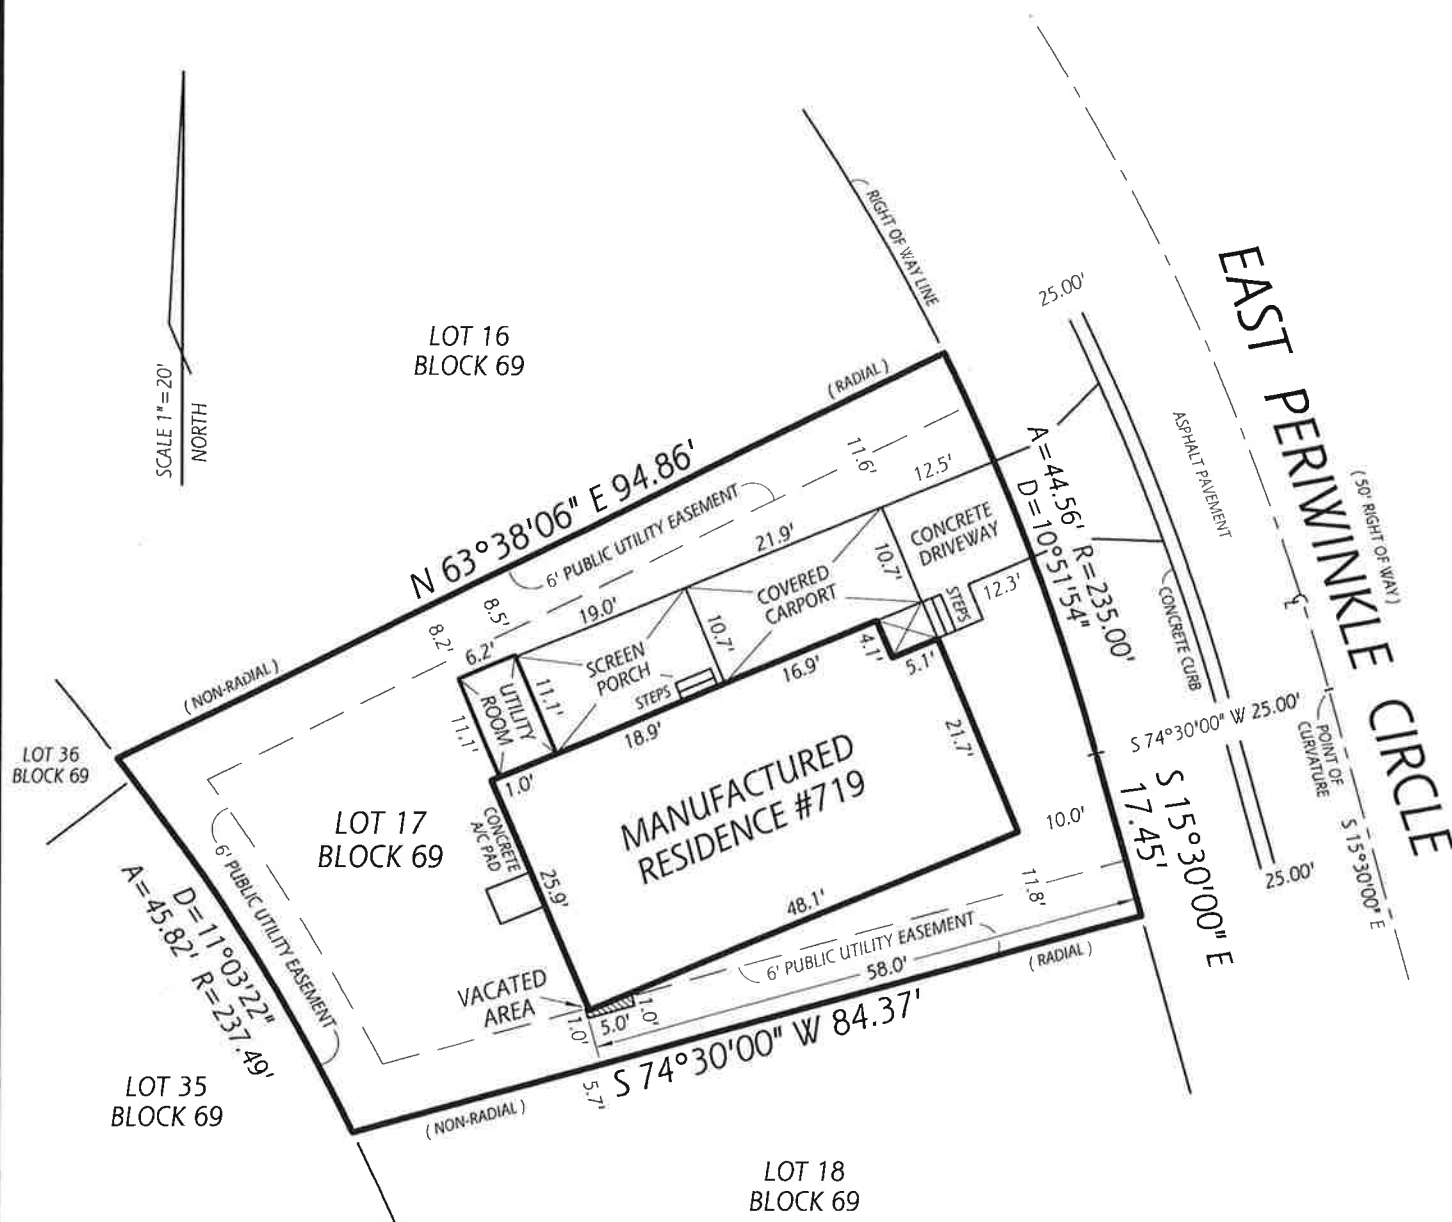 SCALE 1"=20'
NORTH
LOT 16
BLOCK 69
RIGHT OF WAY LINE
25.00'
EAST PERIWINKLE CIRCLE
(50' RIGHT OF WAY)
ASPHALT PAVEMENT
CONCRETE CURB
(RADIAL)
N 63°38'06" E 94.86'
(NON-RADIAL)
6' PUBLIC UTILITY EASEMENT
11.6'
12.5'
A=44.56' R=235.00'
D=10°51'54"
CONCRETE
DRIVEWAY
21.9'
10.7'
COVERED
CARPORT
STEPS
12.3'
8.5'
8.2'
19.0'
6.2'
SCREEN
PORCH
10.7'
STEPS
UTILITY
ROOM
11.1'
11.1'
16.9'
4.1'
5.1'
18.9'
1.0'
21.7'
MANUFACTURED
RESIDENCE #719
LOT 36
BLOCK 69
LOT 17
BLOCK 69
CONCRETE
A/C PAD
25.9'
48.1'
10.0'
11.8'
S 74°30'00" W 25.00'
POINT OF
CURVATURE
S 15°30'00" E
S 15°30'00" E
17.45'
25.00'
6' PUBLIC UTILITY EASEMENT
D=11°03'22"
A=45.82' R=237.49'
VACATED
AREA
1.0'
5.0'
1.0'
6' PUBLIC UTILITY EASEMENT
58.0'
(RADIAL)
S 74°30'00" W 84.37'
5.7'
(NON-RADIAL)
LOT 35
BLOCK 69
LOT 18
BLOCK 69